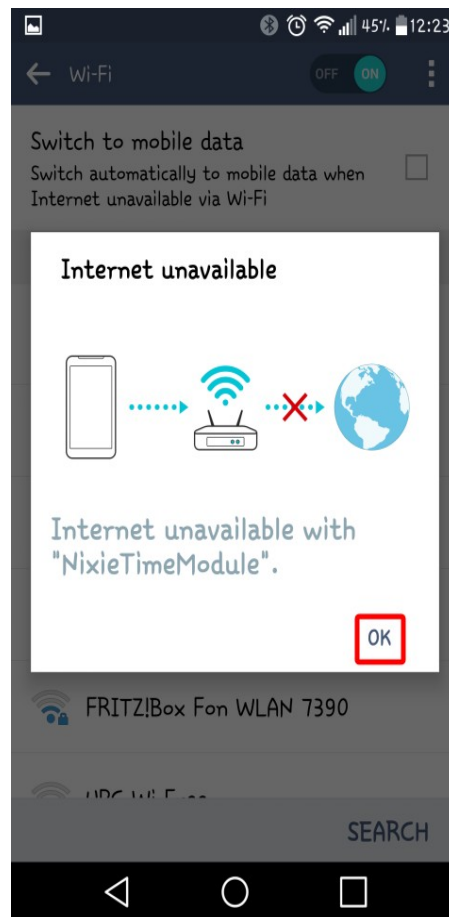 45% 12:23
Wi-Fi OFF ON
Switch to mobile data
Switch automatically to mobile data when
Internet unavailable via Wi-Fi
Internet unavailable
Internet unavailable with
"NixieTimeModule".
OK
FRITZ!Box Fon WLAN 7390
SEARCH